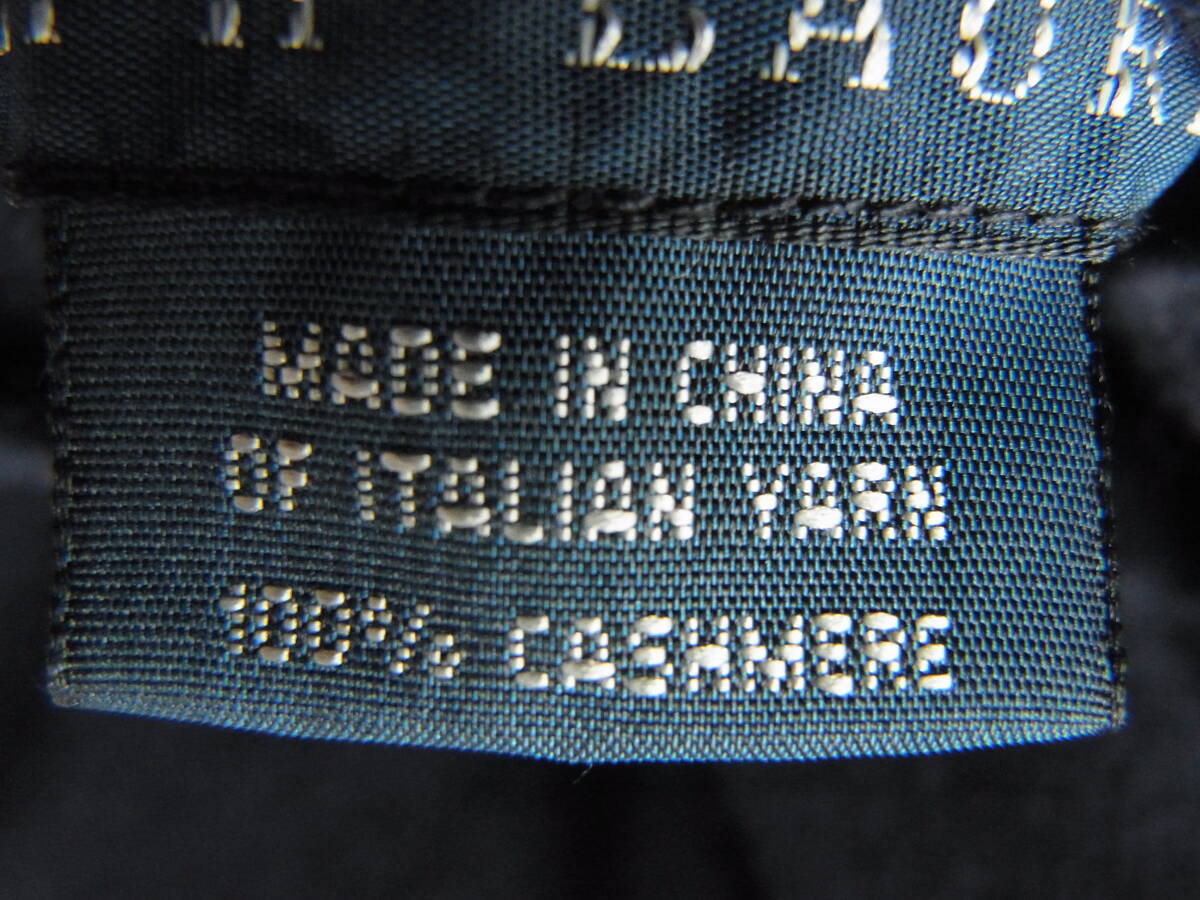 MADE IN CHINA
OF ITALIAN YARN
100% CASHMERE